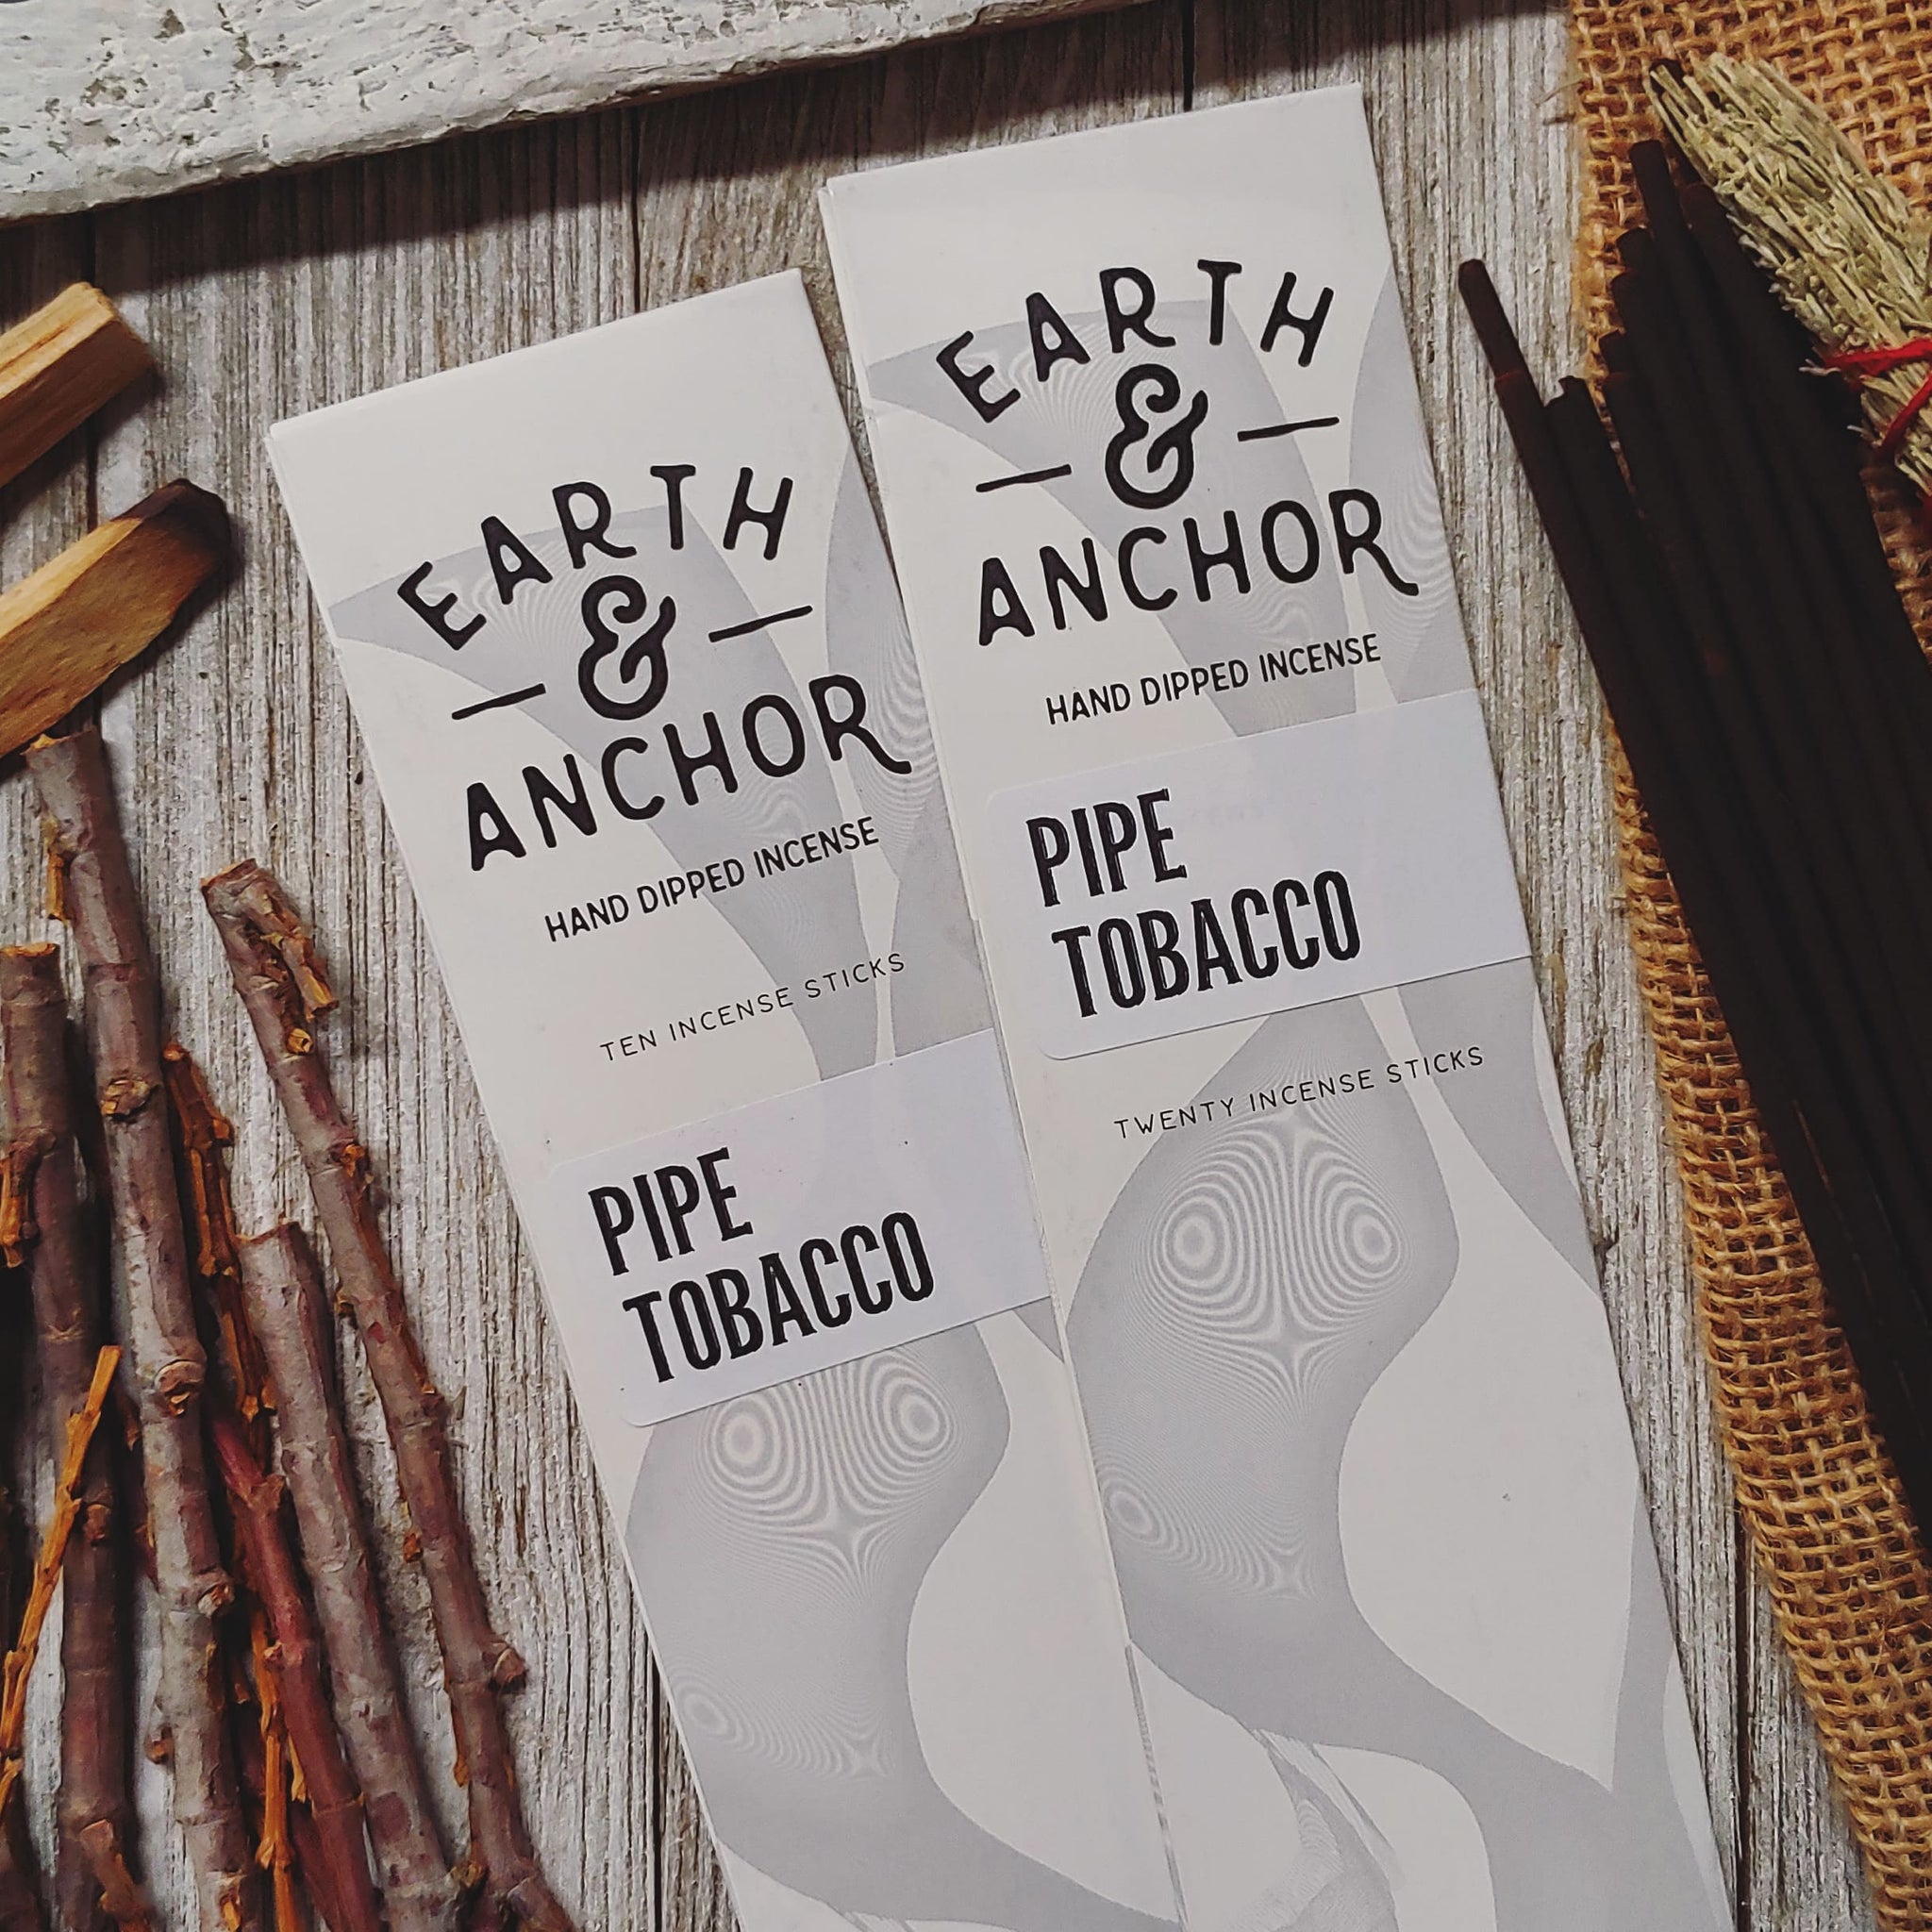 EARTH
&
ANCHOR
HAND DIPPED INCENSE
TEN INCENSE STICKS
PIPE
TOBACCO
EARTH
&
ANCHOR
HAND DIPPED INCENSE
PIPE
TOBACCO
TWENTY INCENSE STICKS